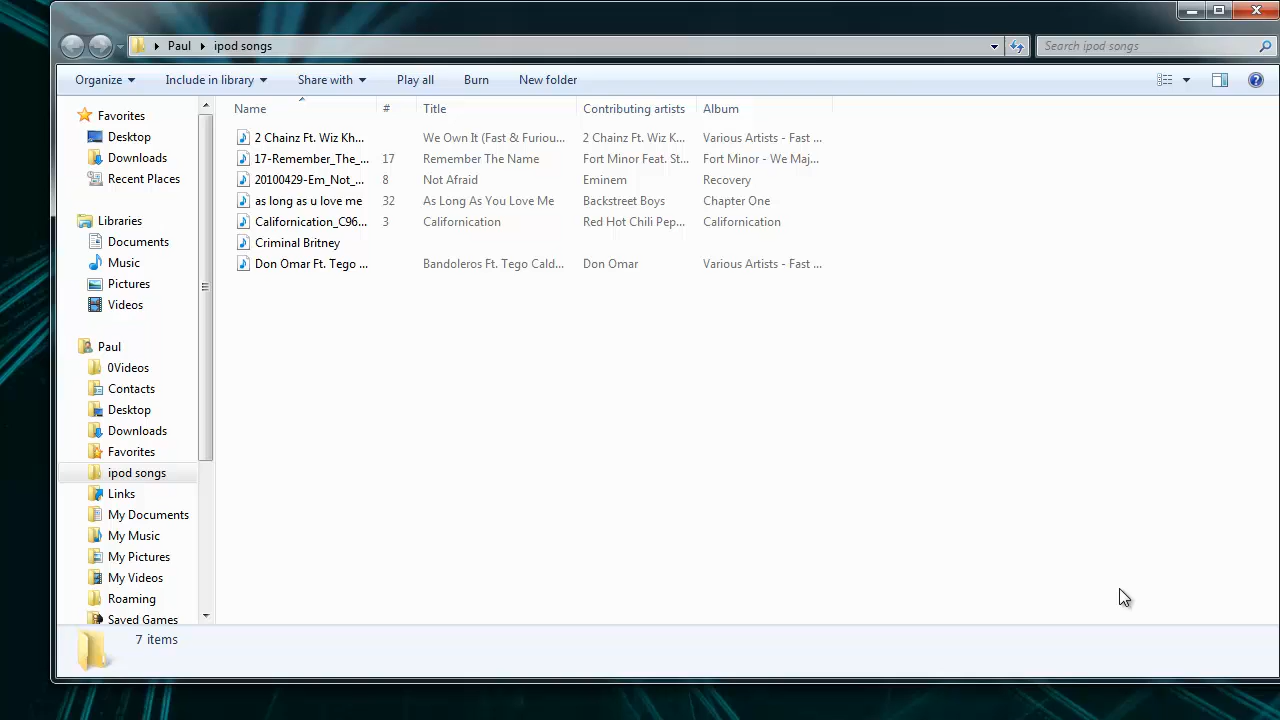 Paul ipod songs
Search ipod songs
Organize Include in library Share with Play all Burn New folder
Name # Title Contributing artists Album
2 Chainz Ft. Wiz Kh... We Own It (Fast & Furiou... 2 Chainz Ft. Wiz K... Various Artists - Fast ...
17-Remember_The_... 17 Remember The Name Fort Minor Feat. St... Fort Minor - We Maj...
20100429-Em_Not_... 8 Not Afraid Eminem Recovery
as long as u love me 32 As Long As You Love Me Backstreet Boys Chapter One
Californication_C96... 3 Californication Red Hot Chili Pep... Californication
Criminal Britney
Don Omar Ft. Tego ... Bandoleros Ft. Tego Cald... Don Omar Various Artists - Fast ...
Favorites
Desktop
Downloads
Recent Places
Libraries
Documents
Music
Pictures
Videos
Paul
0Videos
Contacts
Desktop
Downloads
Favorites
ipod songs
Links
My Documents
My Music
My Pictures
My Videos
Roaming
Saved Games
7 items